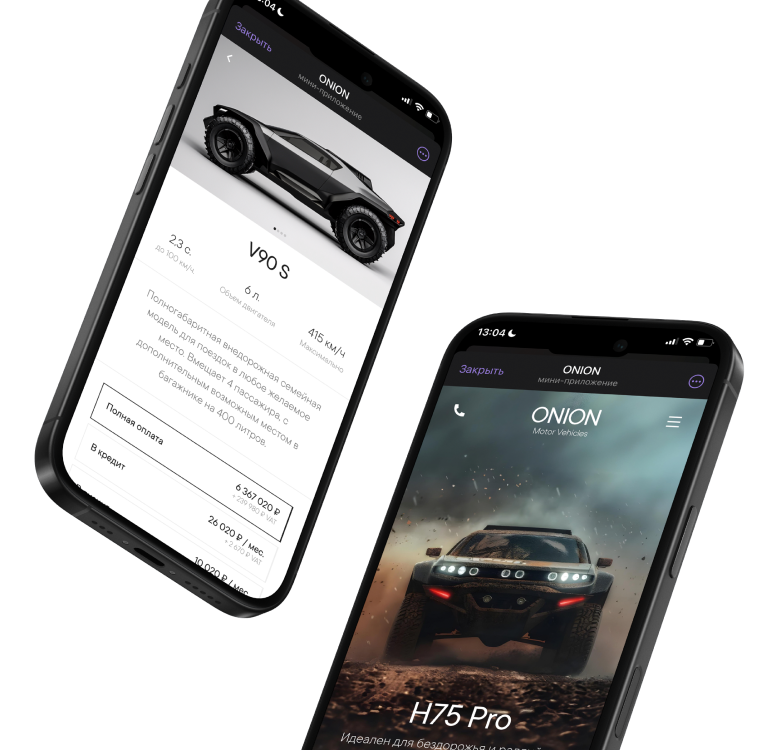 :04
Закрыть
ONION
мини-приложение
V90 S
2,3 с.
до 100 км/ч
6 л.
Объем двигателя
415 км/ч
Максимально
Полногабаритная внедорожная семейная
модель для поездок в любое желаемое
место. Вмещает 4 пассажира, с
дополнительным возможным местом в
багажнике на 400 литров.
Полная оплата
6 367 020 ₽
+ 229 980 ₽ VAT
В кредит
26 020 ₽ / мес.
+ 2 670 ₽ VAT
10 020 ₽ / мес.
13:04
Закрыть
ONION
мини-приложение
ONION
Motor Vehicles
H75 Pro
Идеален для бездорожья и